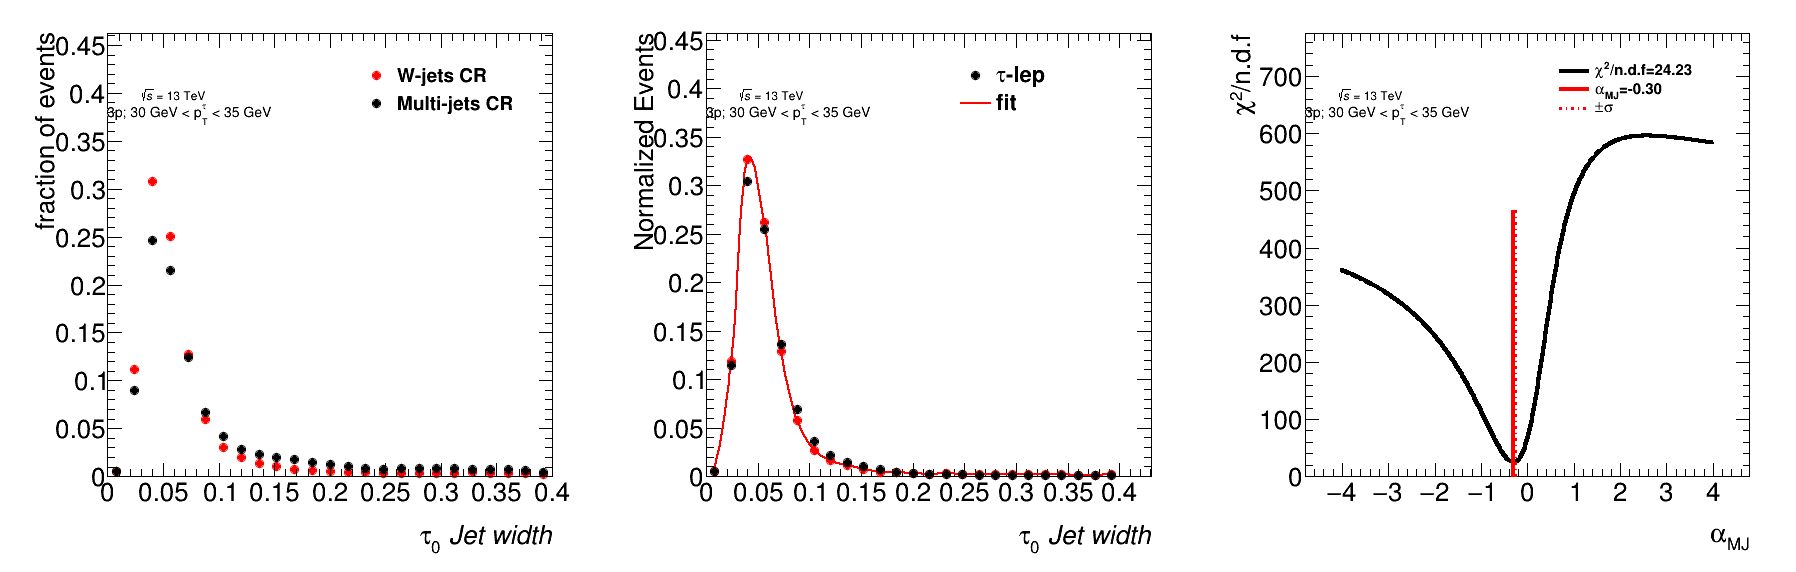 fraction of events
0.45
0.4
0.35
0.3
0.25
0.2
0.15
0.1
0.05
0
√s = 13 TeV
3p; 30 GeV < p_T^τ < 35 GeV
W-jets CR
Multi-jets CR
0 0.05 0.1 0.15 0.2 0.25 0.3 0.35 0.4
τ₀ Jet width
Normalized Events
0.45
0.4
0.35
0.3
0.25
0.2
0.15
0.1
0.05
0
√s = 13 TeV
3p; 30 GeV < p_T^τ < 35 GeV
τ-lep
fit
0 0.05 0.1 0.15 0.2 0.25 0.3 0.35 0.4
τ₀ Jet width
χ²/n.d.f
700
600
500
400
300
200
100
0
√s = 13 TeV
3p; 30 GeV < p_T^τ < 35 GeV
χ²/n.d.f=24.23
α_MJ=-0.30
±σ
−4 −3 −2 −1 0 1 2 3 4
α_MJ